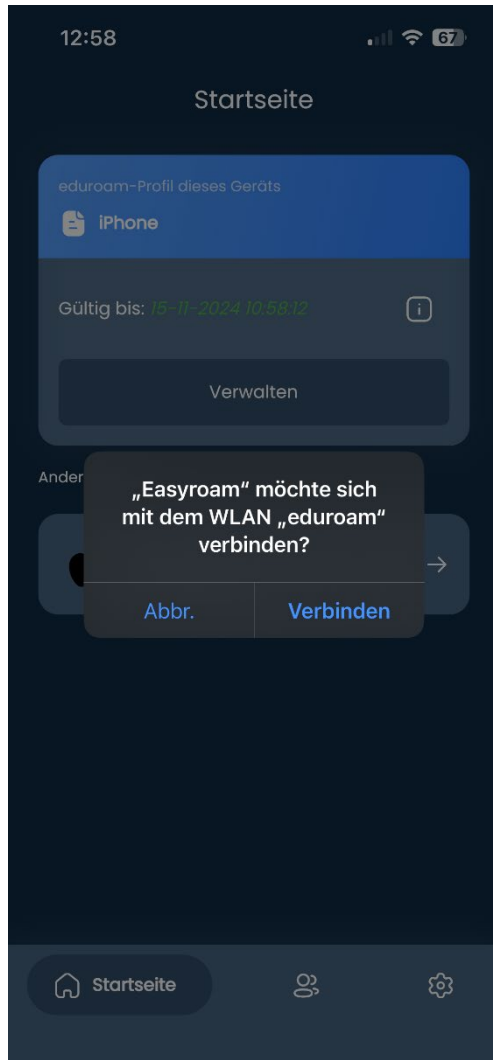 12:58
67
Startseite
eduroam-Profil dieses Geräts
iPhone
Gültig bis: 15-11-2024 10:58:12
Verwalten
Ander
„Easyroam“ möchte sich
mit dem WLAN „eduroam“
verbinden?
Abbr.
Verbinden
Startseite